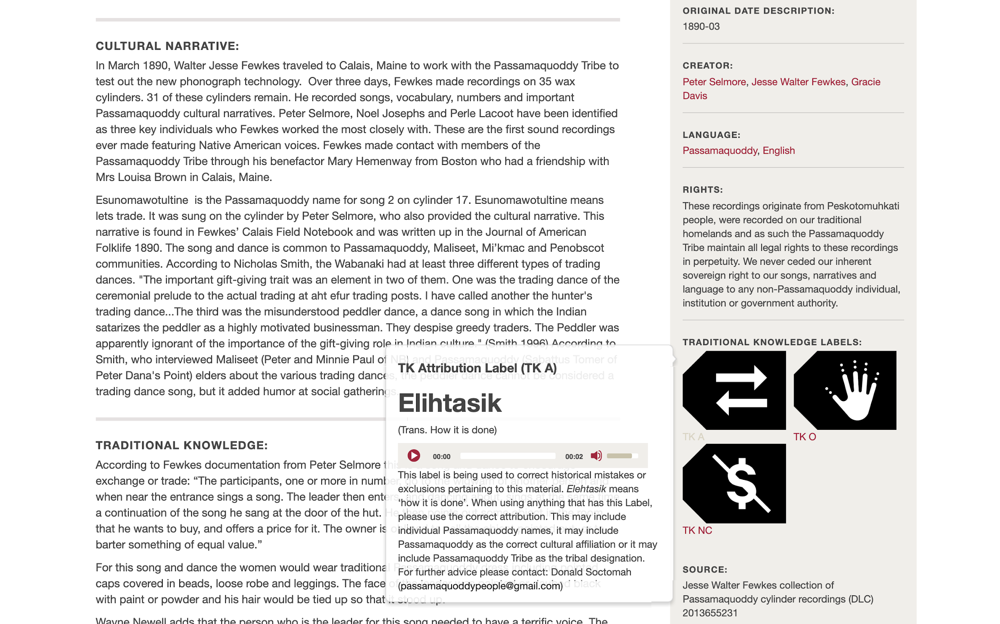 CULTURAL NARRATIVE:
In March 1890, Walter Jesse Fewkes traveled to Calais, Maine to work with the Passamaquoddy Tribe to
test out the new phonograph technology.  Over three days, Fewkes made recordings on 35 wax
cylinders. 31 of these cylinders remain. He recorded songs, vocabulary, numbers and important
Passamaquoddy cultural narratives. Peter Selmore, Noel Josephs and Perle Lacoot have been identified
as three key individuals who Fewkes worked the most closely with. These are the first sound recordings
ever made featuring Native American voices. Fewkes made contact with members of the
Passamaquoddy Tribe through his benefactor Mary Hemenway from Boston who had a friendship with
Mrs Louisa Brown in Calais, Maine.
Esunomawotultine  is the Passamaquoddy name for song 2 on cylinder 17. Esunomawotultine means
lets trade. It was sung on the cylinder by Peter Selmore, who also provided the cultural narrative. This
narrative is found in Fewkes’ Calais Field Notebook and was written up in the Journal of American
Folklife 1890. The song and dance is common to Passamaquoddy, Maliseet, Mi’kmac and Penobscot
communities. According to Nicholas Smith, the Wabanaki had at least three different types of trading
dances. "The important gift-giving trait was an element in two of them. One was the trading dance of the
ceremonial prelude to the actual trading at aht efur trading posts. I have called another the hunter's
trading dance...The third was the misunderstood peddler dance, a dance song in which the Indian
satarizes the peddler as a highly motivated businessman. They despise greedy traders. The Peddler was
apparently ignorant of the importance of the gift-giving role in Indian culture." (Smith 1996) According to
Smith, who interviewed Maliseet (Peter and Minnie Paul of NB) and Passamaquoddy (Sabattus Tomer of
Peter Dana's Point) elders about the various trading dances, the peddler dance cannot be considered a
trading dance song, but it added humor at social gatherings.
TRADITIONAL KNOWLEDGE:
According to Fewkes documentation from Peter Selmore this
exchange or trade: “The participants, one or more in number, go to the wigwam of another person and
when near the entrance sings a song. The leader then enters, and dancing about, sings at the same time
a continuation of the song he sang at the door of the hut. He then points out some object in the room
that he wants to buy, and offers a price for it. The owner is obliged to sell the object pointed out, or to
barter something of equal value.”
For this song and dance the women would wear traditional Passamaquoddy dress including pointed
caps covered in beads, loose robe and leggings. The face of the leader was painted or daubed black
with paint or powder and his hair would be tied up so that it stood up.
Wayne Newell adds that the person who is the leader for this song needed to have a terrific voice. The
TK Attribution Label (TK A)
Elihtasik
(Trans. How it is done)
00:00 00:02
This label is being used to correct historical mistakes or
exclusions pertaining to this material. Elehtasik means
‘how it is done’. When using anything that has this Label,
please use the correct attribution. This may include
individual Passamaquoddy names, it may include
Passamaquoddy as the correct cultural affiliation or it may
include Passamaquoddy Tribe as the tribal designation.
For further advice please contact: Donald Soctomah
(passamaquoddypeople@gmail.com)
ORIGINAL DATE DESCRIPTION:
1890-03
CREATOR:
Peter Selmore, Jesse Walter Fewkes, Gracie
Davis
LANGUAGE:
Passamaquoddy, English
RIGHTS:
These recordings originate from Peskotomuhkati
people, were recorded on our traditional
homelands and as such the Passamaquoddy
Tribe maintain all legal rights to these recordings
in perpetuity. We never ceded our inherent
sovereign right to our songs, narratives and
language to any non-Passamaquoddy individual,
institution or government authority.
TRADITIONAL KNOWLEDGE LABELS:
TK A
TK O
$
TK NC
SOURCE:
Jesse Walter Fewkes collection of
Passamaquoddy cylinder recordings (DLC)
2013655231